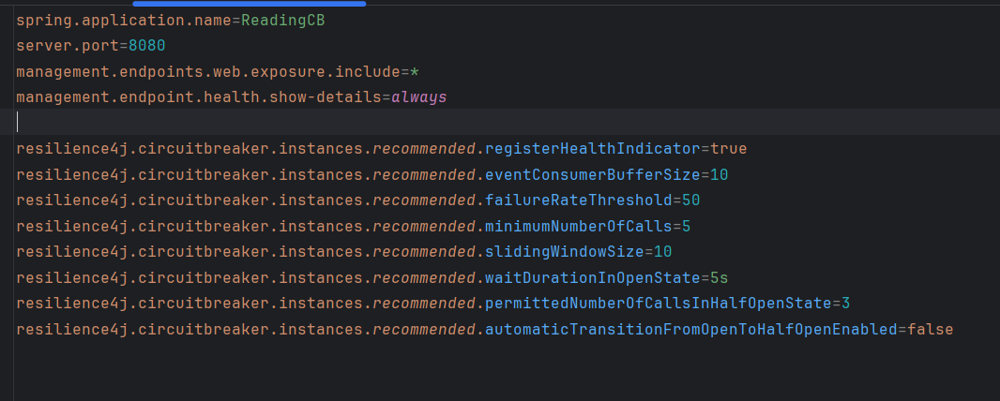 spring.application.name=ReadingCB
server.port=8080
management.endpoints.web.exposure.include=*
management.endpoint.health.show-details=always
resilience4j.circuitbreaker.instances.recommended.registerHealthIndicator=true
resilience4j.circuitbreaker.instances.recommended.eventConsumerBufferSize=10
resilience4j.circuitbreaker.instances.recommended.failureRateThreshold=50
resilience4j.circuitbreaker.instances.recommended.minimumNumberOfCalls=5
resilience4j.circuitbreaker.instances.recommended.slidingWindowSize=10
resilience4j.circuitbreaker.instances.recommended.waitDurationInOpenState=5s
resilience4j.circuitbreaker.instances.recommended.permittedNumberOfCallsInHalfOpenState=3
resilience4j.circuitbreaker.instances.recommended.automaticTransitionFromOpenToHalfOpenEnabled=false